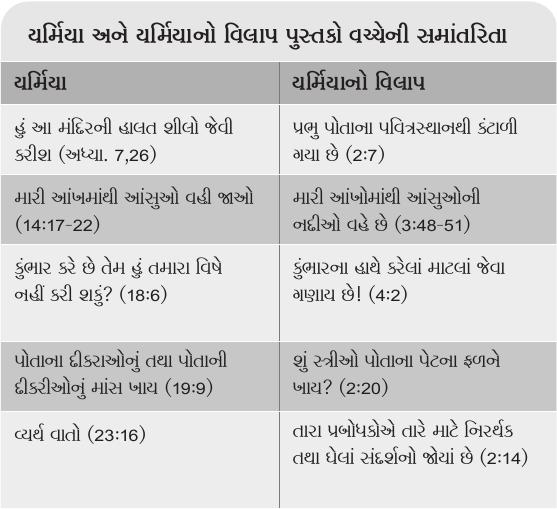 યર્મિયા અને યર્મિયાનો વિલાપ પુસ્તકો વચ્ચેની સમાંતરિતા
યર્મિયા
યર્મિયાનો વિલાપ
હું આ મંદિરની હાલત શીલો જેવી
કરીશ (અધ્યા. 7,26)
પ્રભુ પોતાના પવિત્રસ્થાનથી કંટાળી
ગયા છે (2:7)
મારી આંખમાંથી આંસુઓ વહી જાઓ
(14:17-22)
મારી આંખોમાંથી આંસુઓની
નદીઓ વહે છે (3:48-51)
કુંભાર કરે છે તેમ હું તમારા વિષે
નહીં કરી શકું? (18:6)
કુંભારના હાથે કરેલાં માટલાં જેવા
ગણાય છે! (4:2)
પોતાના દીકરાઓનું તથા પોતાની
દીકરીઓનું માંસ ખાય (19:9)
શું સ્ત્રીઓ પોતાના પેટના ફળને
ખાય? (2:20)
વ્યર્થ વાતો (23:16)
તારા પ્રબોધકોએ તારે માટે નિરર્થક
તથા ઘેલાં સંદર્શનો જોયાં છે (2:14)